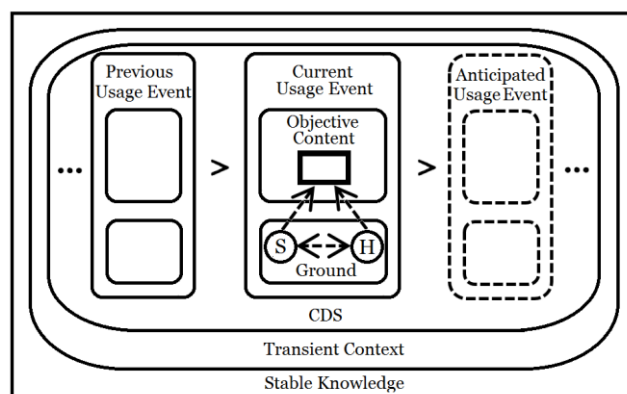 Previous
Usage Event
Current
Usage Event
Anticipated
Usage Event
Objective
Content
...
>
>
...
S
H
Ground
CDS
Transient Context
Stable Knowledge